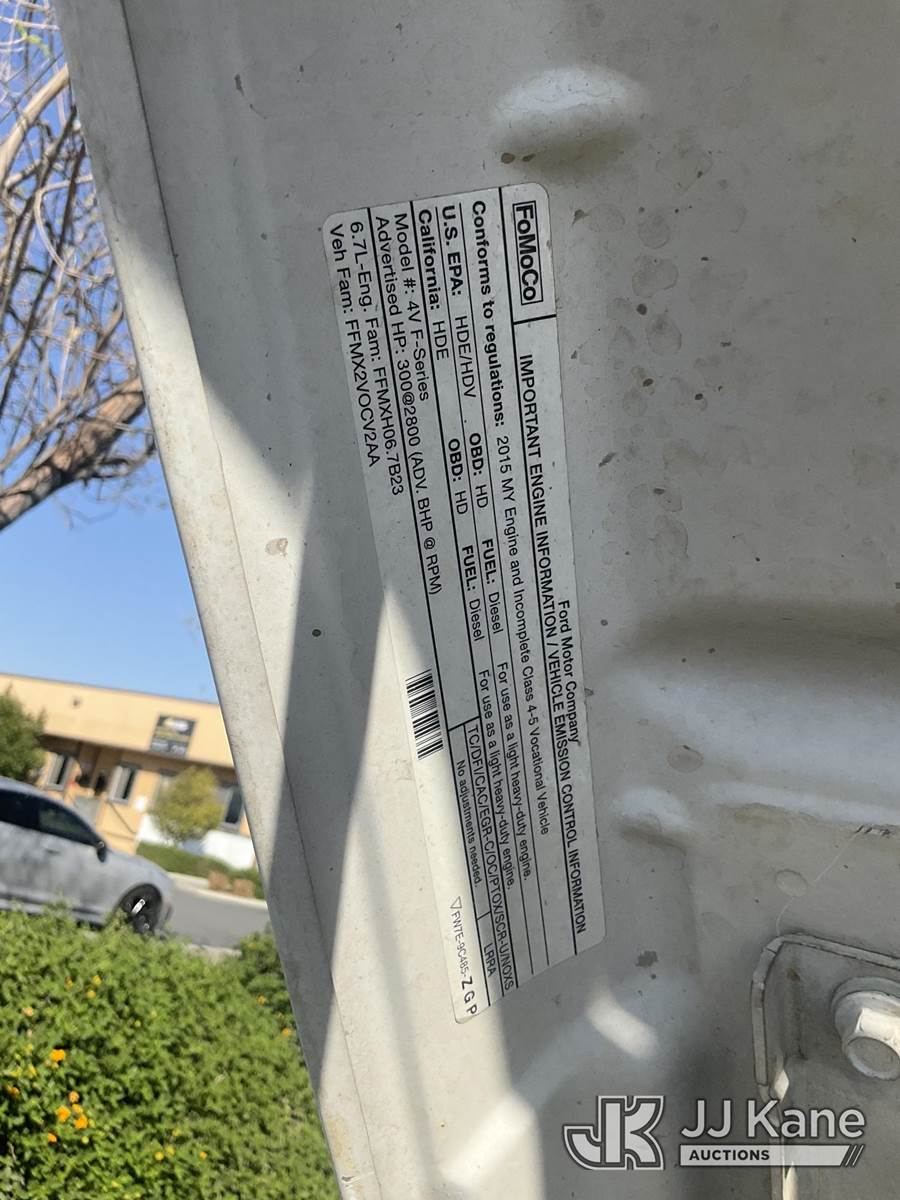 FoMoCo
Ford Motor Company
IMPORTANT ENGINE INFORMATION / VEHICLE EMISSION CONTROL INFORMATION
Conforms to regulations: 2015 MY Engine and Incomplete Class 4-5 Vocational Vehicle
U.S. EPA: HDE/HDV OBD: HD FUEL: Diesel For use as a light heavy-duty engine.
California: HDE OBD: HD FUEL: Diesel For use as a light heavy-duty engine.
Model #: 4V F-Series TC/DFI/CAC/EGR-C/OC/PTOX/SCR-U/NOXS
Advertised HP: 300@2800 (ADV. BHP @ RPM) No adjustments needed. LRRA
6.7L-Eng. Fam: FFMXH06.7B23
Veh Fam: FFMX2VOCV2AA
FW7E-9C485-ZGP
JK JJ Kane
AUCTIONS